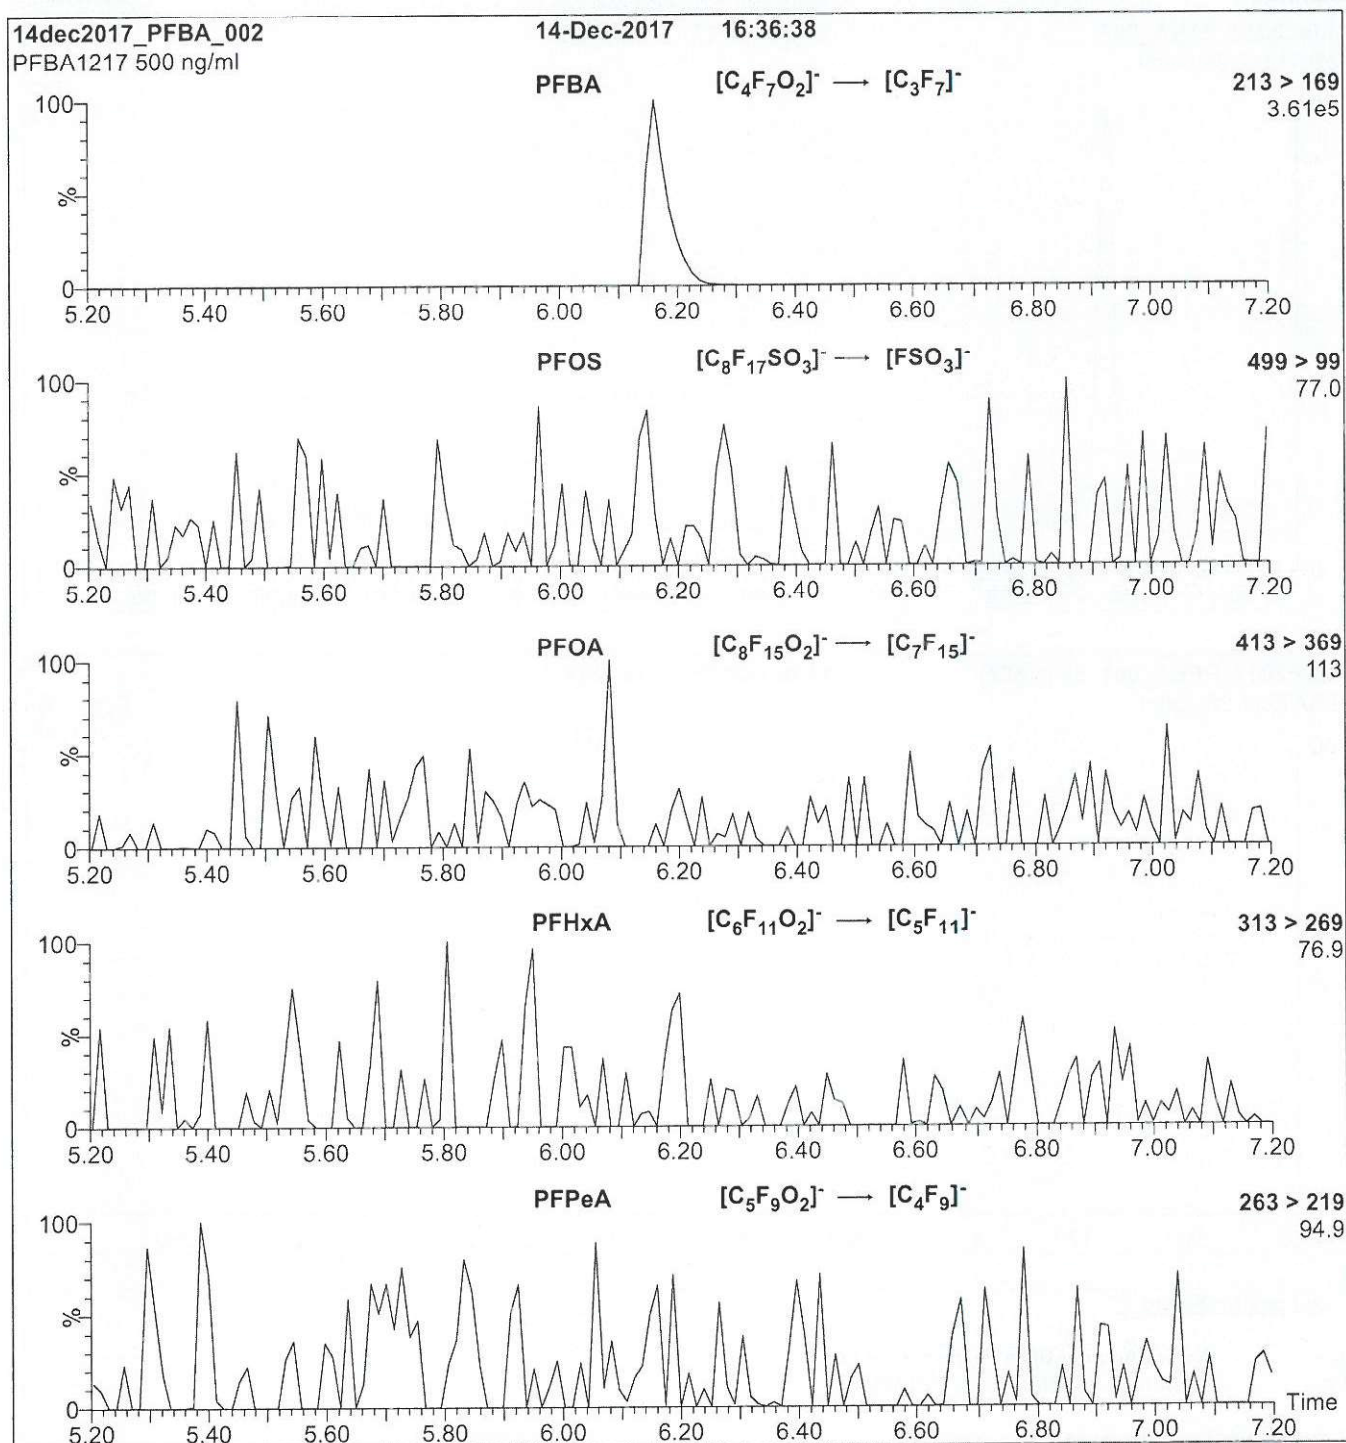 14dec2017_PFBA_002 14-Dec-2017 16:36:38
PFBA1217 500 ng/ml
PFBA [C₄F₇O₂]⁻ ⟶ [C₃F₇]⁻ 213 > 169
3.61e5
100
%
0
5.20 5.40 5.60 5.80 6.00 6.20 6.40 6.60 6.80 7.00 7.20
PFOS [C₈F₁₇SO₃]⁻ ⟶ [FSO₃]⁻ 499 > 99
77.0
100
%
0
5.20 5.40 5.60 5.80 6.00 6.20 6.40 6.60 6.80 7.00 7.20
PFOA [C₈F₁₅O₂]⁻ ⟶ [C₇F₁₅]⁻ 413 > 369
113
100
%
0
5.20 5.40 5.60 5.80 6.00 6.20 6.40 6.60 6.80 7.00 7.20
PFHxA [C₆F₁₁O₂]⁻ ⟶ [C₅F₁₁]⁻ 313 > 269
76.9
100
%
0
5.20 5.40 5.60 5.80 6.00 6.20 6.40 6.60 6.80 7.00 7.20
PFPeA [C₅F₉O₂]⁻ ⟶ [C₄F₉]⁻ 263 > 219
94.9
100
%
0 Time
5.20 5.40 5.60 5.80 6.00 6.20 6.40 6.60 6.80 7.00 7.20